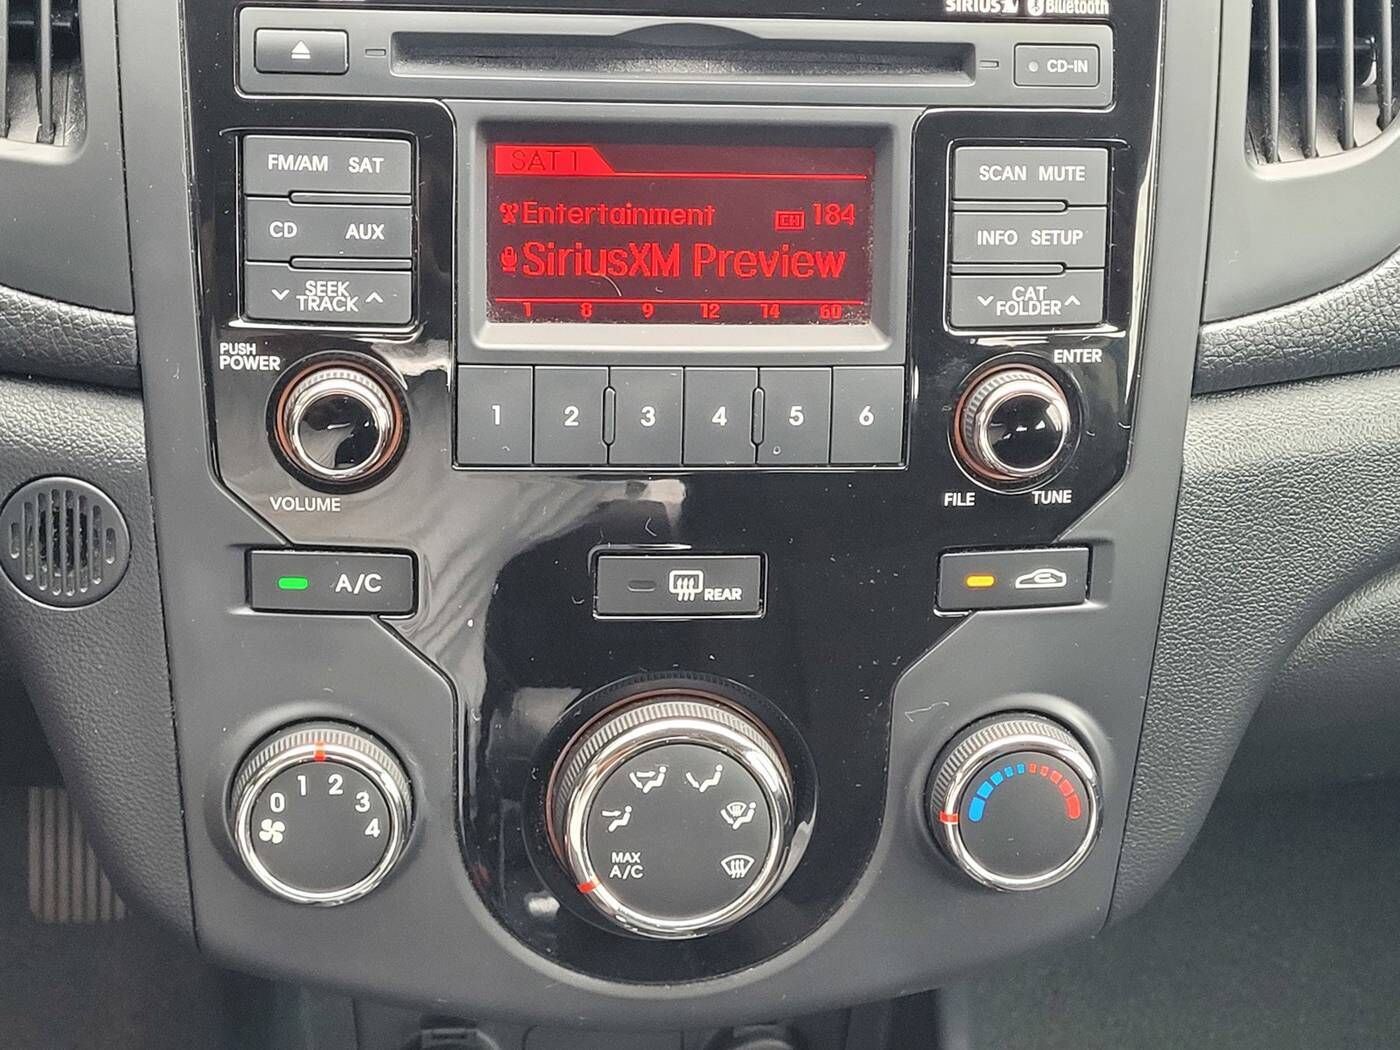 SIRIUS Bluetooth
CD-IN
FM/AM SAT
CD AUX
SEEK
TRACK
SAT 1
Entertainment CH 184
SiriusXM Preview
1 8 9 12 14 60
SCAN MUTE
INFO SETUP
CAT
FOLDER
PUSH
POWER
VOLUME
1 2 3 4 5 6
ENTER
FILE TUNE
A/C
REAR
0 1 2 3 4
MAX
A/C